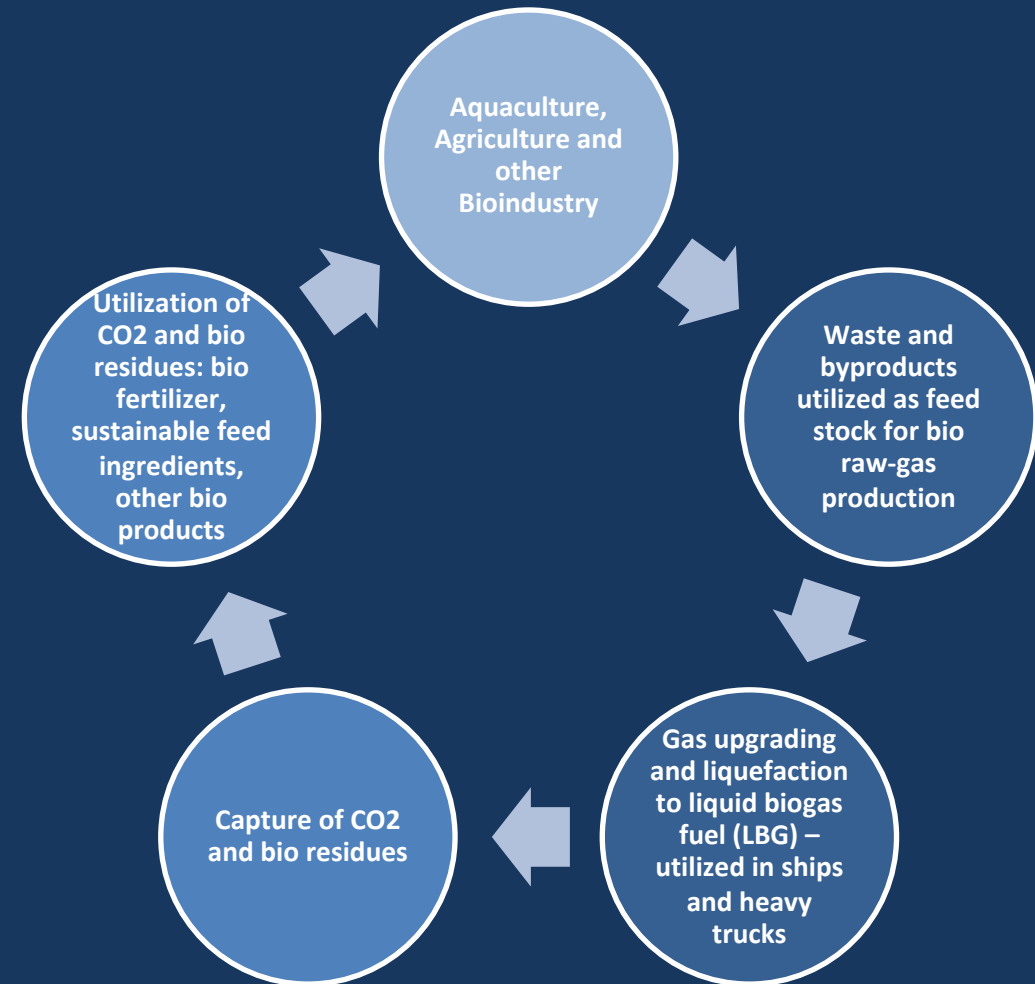 Aquaculture,
Agriculture and
other
Bioindustry
Waste and
byproducts
utilized as feed
stock for bio
raw-gas
production
Gas upgrading
and liquefaction
to liquid biogas
fuel (LBG) –
utilized in ships
and heavy
trucks
Capture of CO2
and bio residues
Utilization of
CO2 and bio
residues: bio
fertilizer,
sustainable feed
ingredients,
other bio
products